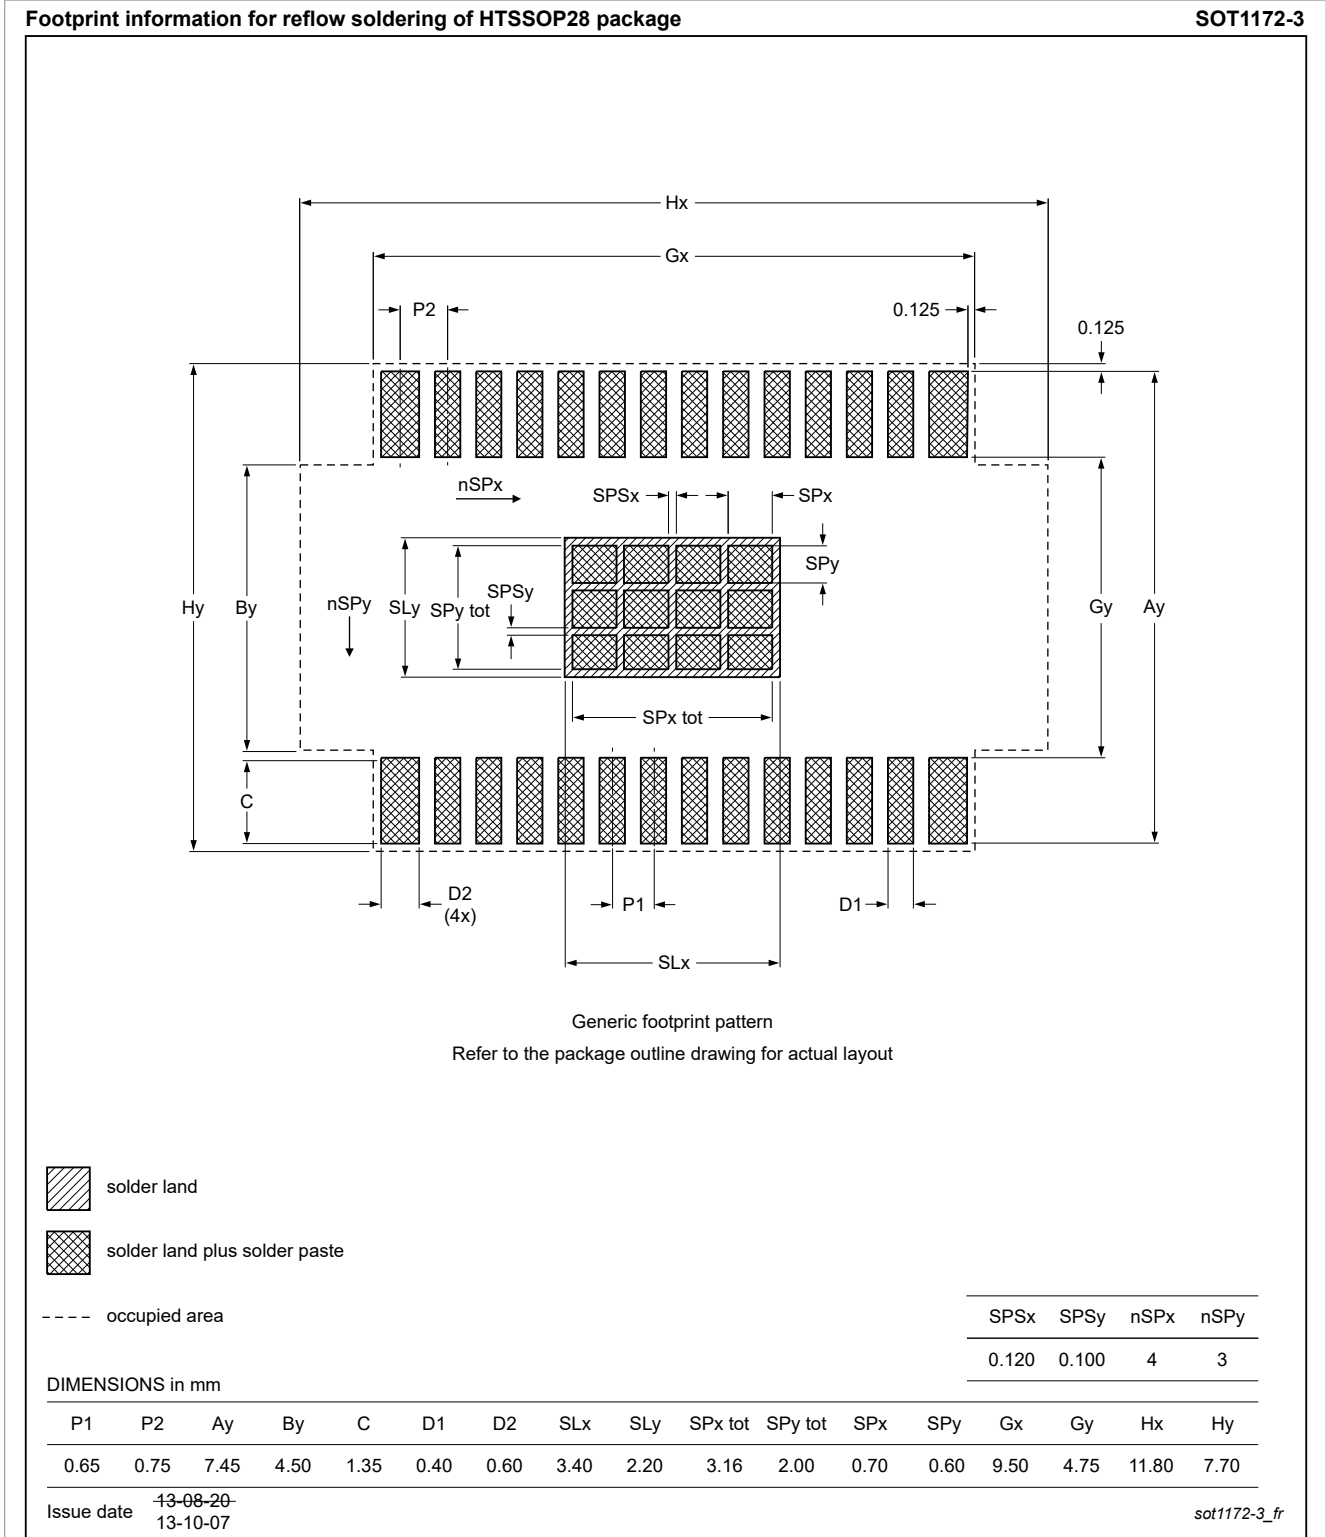 Footprint information for reflow soldering of HTSSOP28 package SOT1172-3
Hx
Gx
P2 0.125
0.125
nSPx SPSx SPx
SPy
SPSy
Hy By nSPy SLy SPy tot Gy Ay
SPx tot
C
D2
(4x)
P1 D1
SLx
Generic footprint pattern
Refer to the package outline drawing for actual layout
solder land
solder land plus solder paste
occupied area
SPSx SPSy nSPx nSPy
0.120 0.100 4 3
DIMENSIONS in mm
P1 P2 Ay By C D1 D2 SLx SLy SPx tot SPy tot SPx SPy Gx Gy Hx Hy
0.65 0.75 7.45 4.50 1.35 0.40 0.60 3.40 2.20 3.16 2.00 0.70 0.60 9.50 4.75 11.80 7.70
Issue date 13-08-20
13-10-07
sot1172-3_fr